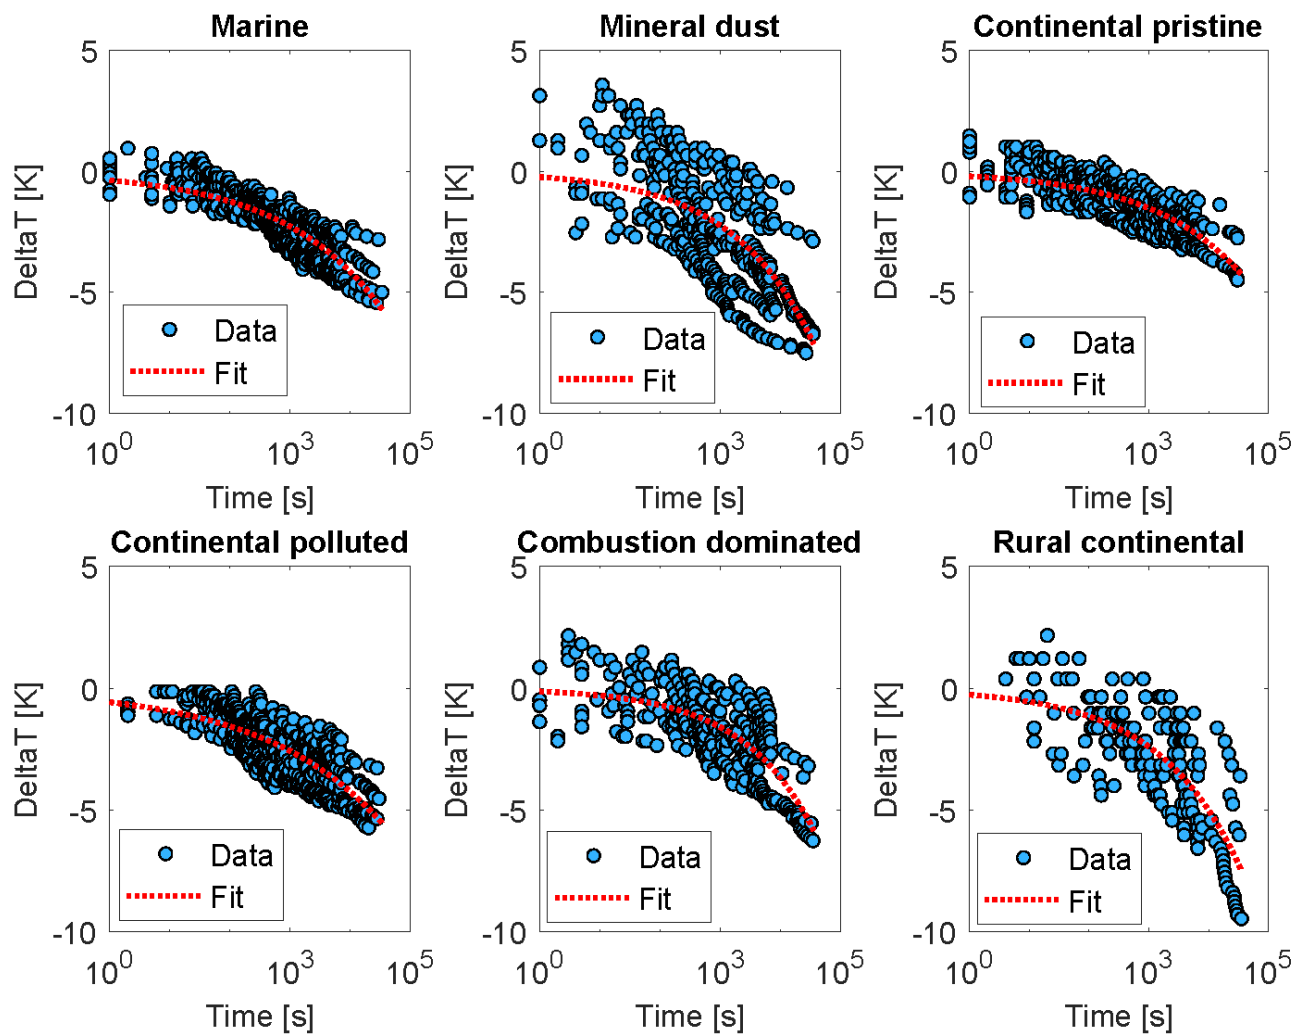 Marine
5
0
-5
-10
DeltaT [K]
Data
Fit
10^0
10^3
10^5
Time [s]
Mineral dust
5
0
-5
-10
DeltaT [K]
Data
Fit
10^0
10^3
10^5
Time [s]
Continental pristine
5
0
-5
-10
DeltaT [K]
Data
Fit
10^0
10^3
10^5
Time [s]
Continental polluted
5
0
-5
-10
DeltaT [K]
Data
Fit
10^0
10^3
10^5
Time [s]
Combustion dominated
5
0
-5
-10
DeltaT [K]
Data
Fit
10^0
10^3
10^5
Time [s]
Rural continental
5
0
-5
-10
DeltaT [K]
Data
Fit
10^0
10^3
10^5
Time [s]